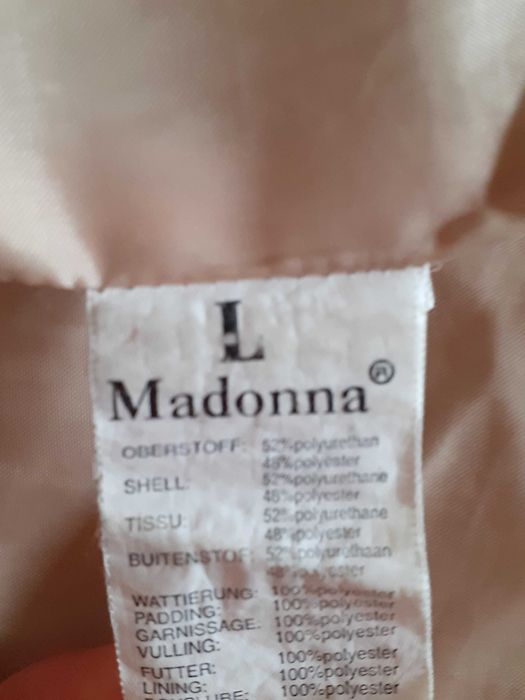 L
Madonna®
OBERSTOFF: 52%polyurethan
48%polyester
SHELL: 52%polyurethane
48%polyester
TISSU: 52%polyurethane
48%polyester
BUITENSTOF: 52%polyurethaan
48%polyester
WATTIERUNG: 100%polyester
PADDING: 100%polyester
GARNISSAGE: 100%polyester
VULLING: 100%polyester
FUTTER: 100%polyester
LINING: 100%polyester